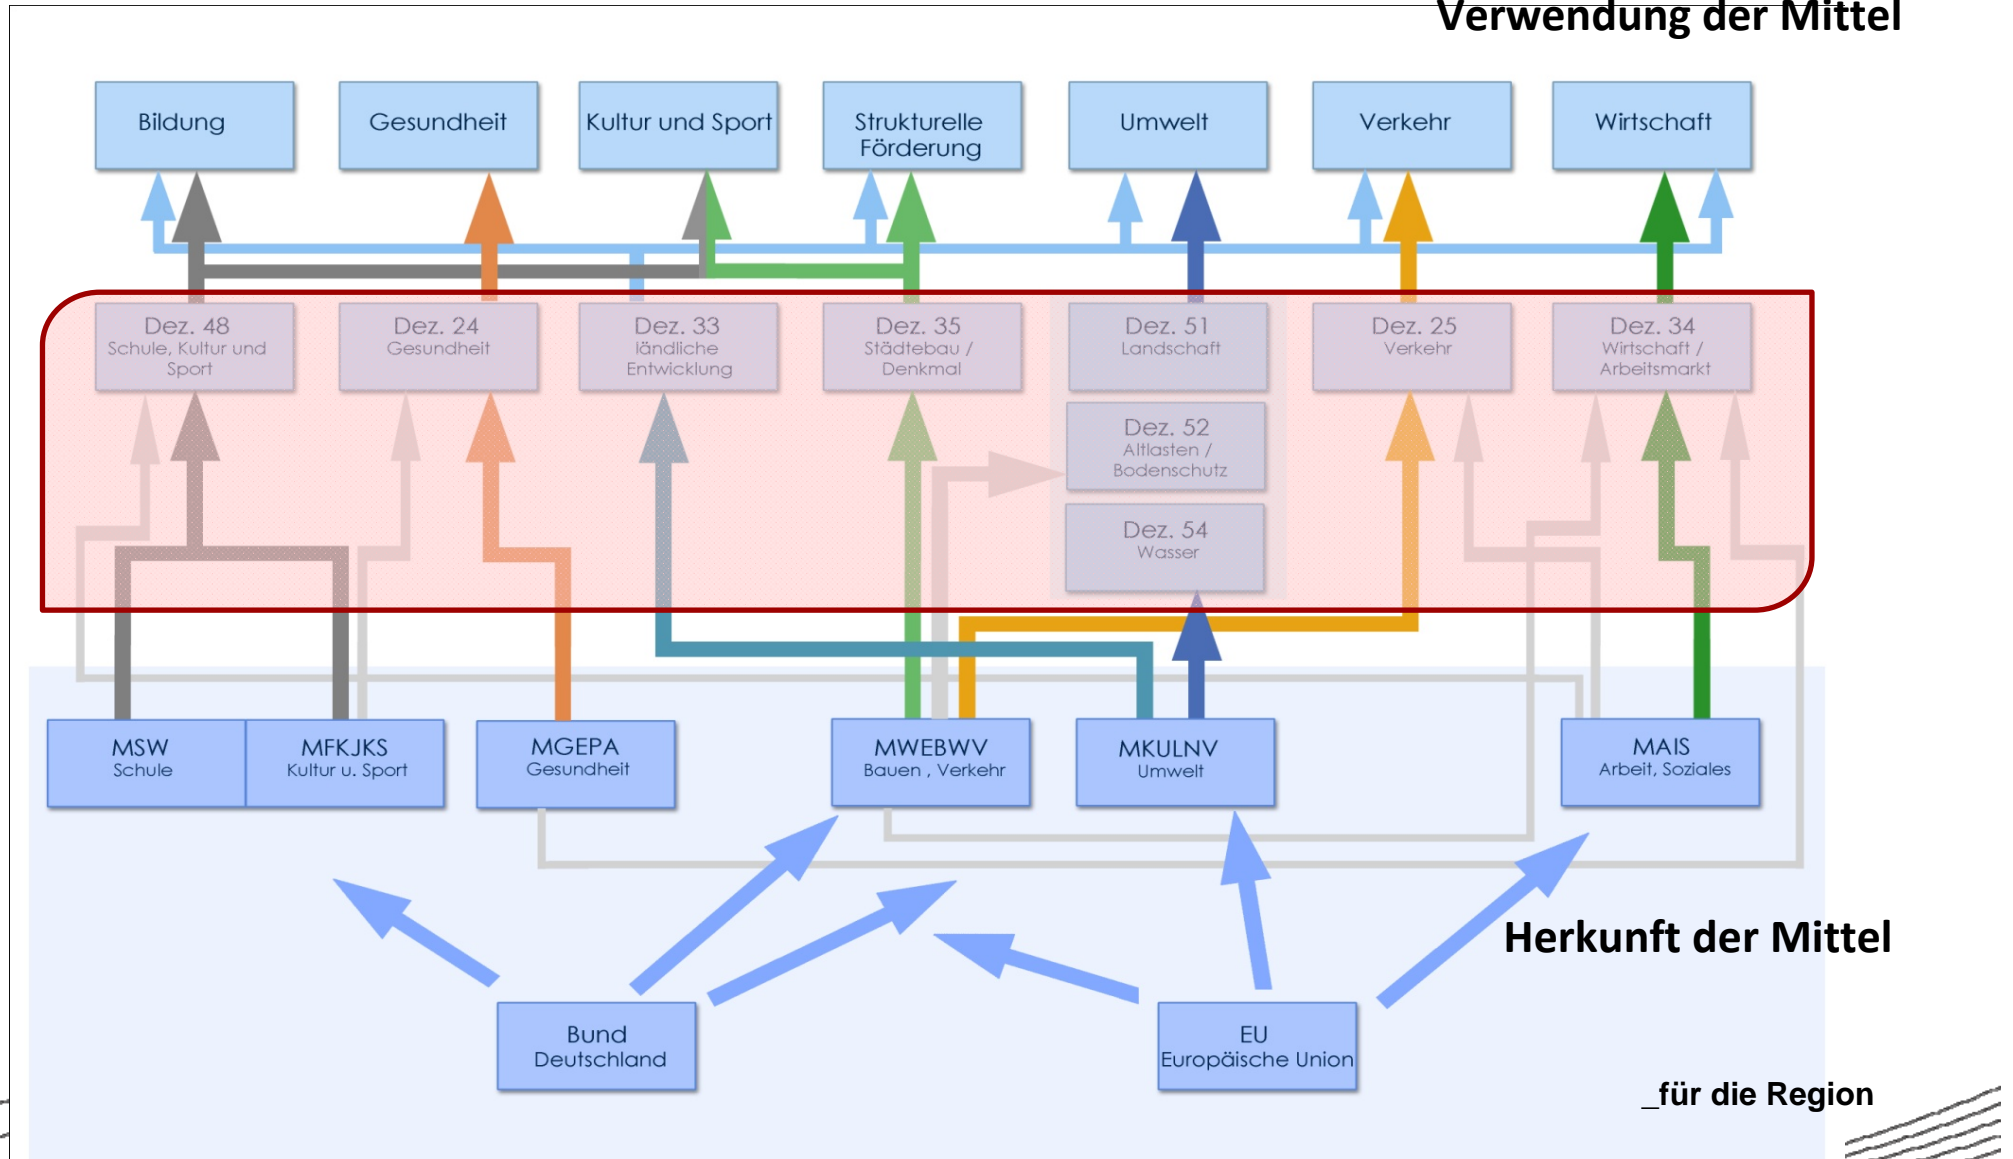 Verwendung der Mittel
Bildung
Gesundheit
Kultur und Sport
Strukturelle
Förderung
Umwelt
Verkehr
Wirtschaft
Dez. 48
Schule, Kultur und
Sport
Dez. 24
Gesundheit
Dez. 33
ländliche
Entwicklung
Dez. 35
Städtebau /
Denkmal
Dez. 51
Landschaft
Dez. 25
Verkehr
Dez. 34
Wirtschaft /
Arbeitsmarkt
Dez. 52
Altlasten /
Bodenschutz
Dez. 54
Wasser
MSW
Schule
MFKJKS
Kultur u. Sport
MGEPA
Gesundheit
MWEBWV
Bauen , Verkehr
MKULNV
Umwelt
MAIS
Arbeit, Soziales
Herkunft der Mittel
Bund
Deutschland
EU
Europäische Union
_für die Region